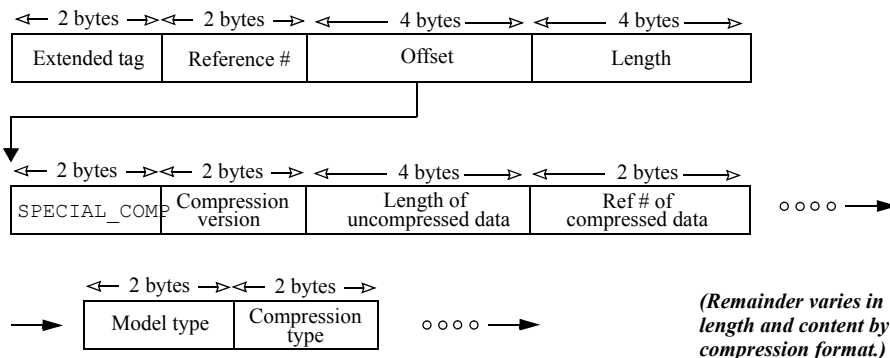 2 bytes 2 bytes 4 bytes 4 bytes
Extended tag Reference # Offset Length
2 bytes 2 bytes 4 bytes 2 bytes
SPECIAL_COMP Compression version Length of uncompressed data Ref # of compressed data
2 bytes 2 bytes
Model type Compression type
(Remainder varies in
length and content by
compression format.)